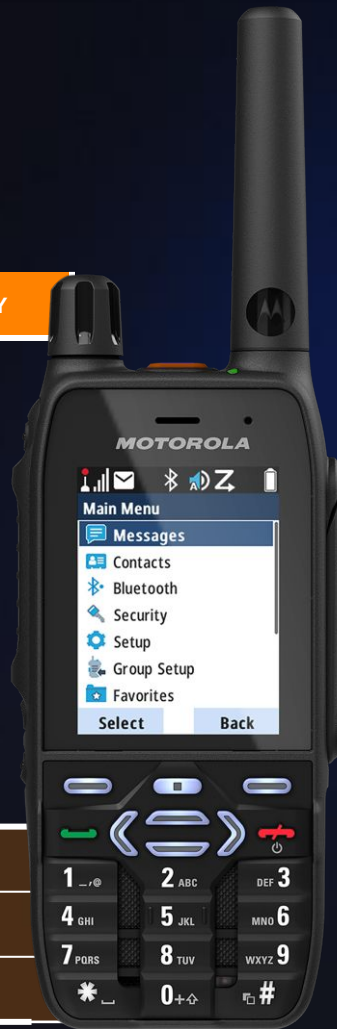 Y
MOTOROLA
Main Menu
Messages
Contacts
Bluetooth
Security
Setup
Group Setup
Favorites
Select Back
1 _,@ 2 ABC DEF 3
4 GHI 5 JKL MNO 6
7 PQRS 8 TUV WXYZ 9
* 0+ #